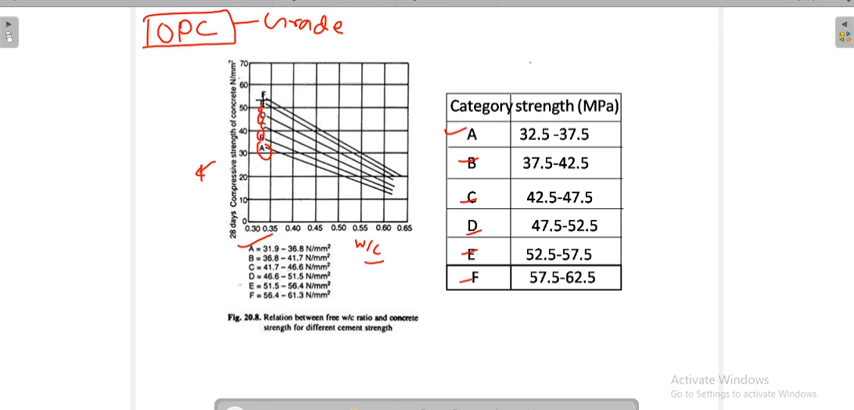 OPC - Grade
28 days Compressive strength of concrete N/mm²
70
60
50
40
30
20
10
0
F
A
0.30 0.35 0.40 0.45 0.50 0.55 0.60 0.65
W/C
A = 31.9 – 36.8 N/mm²
B = 36.8 – 41.7 N/mm²
C = 41.7 – 46.6 N/mm²
D = 46.6 – 51.5 N/mm²
E = 51.5 – 56.4 N/mm²
F = 56.4 – 61.3 N/mm²
Fig. 20.8. Relation between free w/c ratio and concrete
strength for different cement strength
Category strength (MPa)
A 32.5 -37.5
B 37.5-42.5
C 42.5-47.5
D 47.5-52.5
E 52.5-57.5
F 57.5-62.5
Activate Windows
Go to Settings to activate Windows.